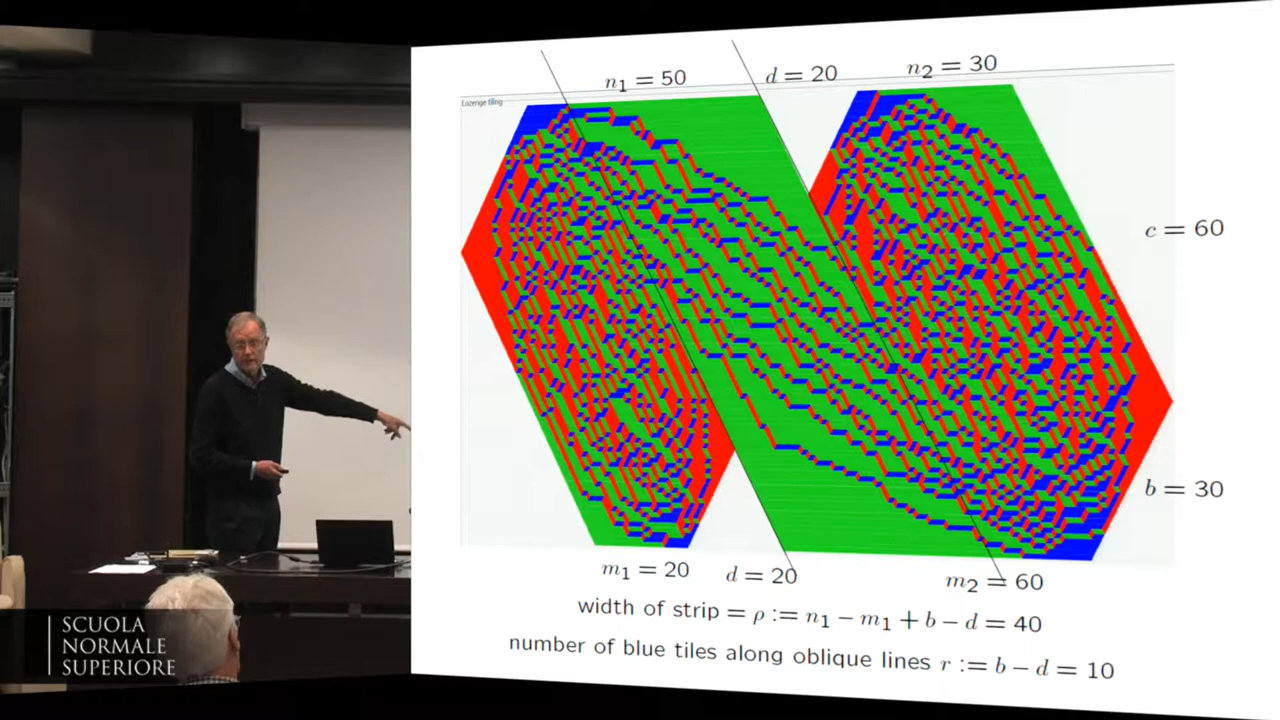 n₁ = 50
d = 20
n₂ = 30
Lozenge tiling
c = 60
b = 30
m₁ = 20
d = 20
m₂ = 60
width of strip = ρ := n₁ − m₁ + b − d = 40
number of blue tiles along oblique lines r := b − d = 10
SCUOLA
NORMALE
SUPERIORE